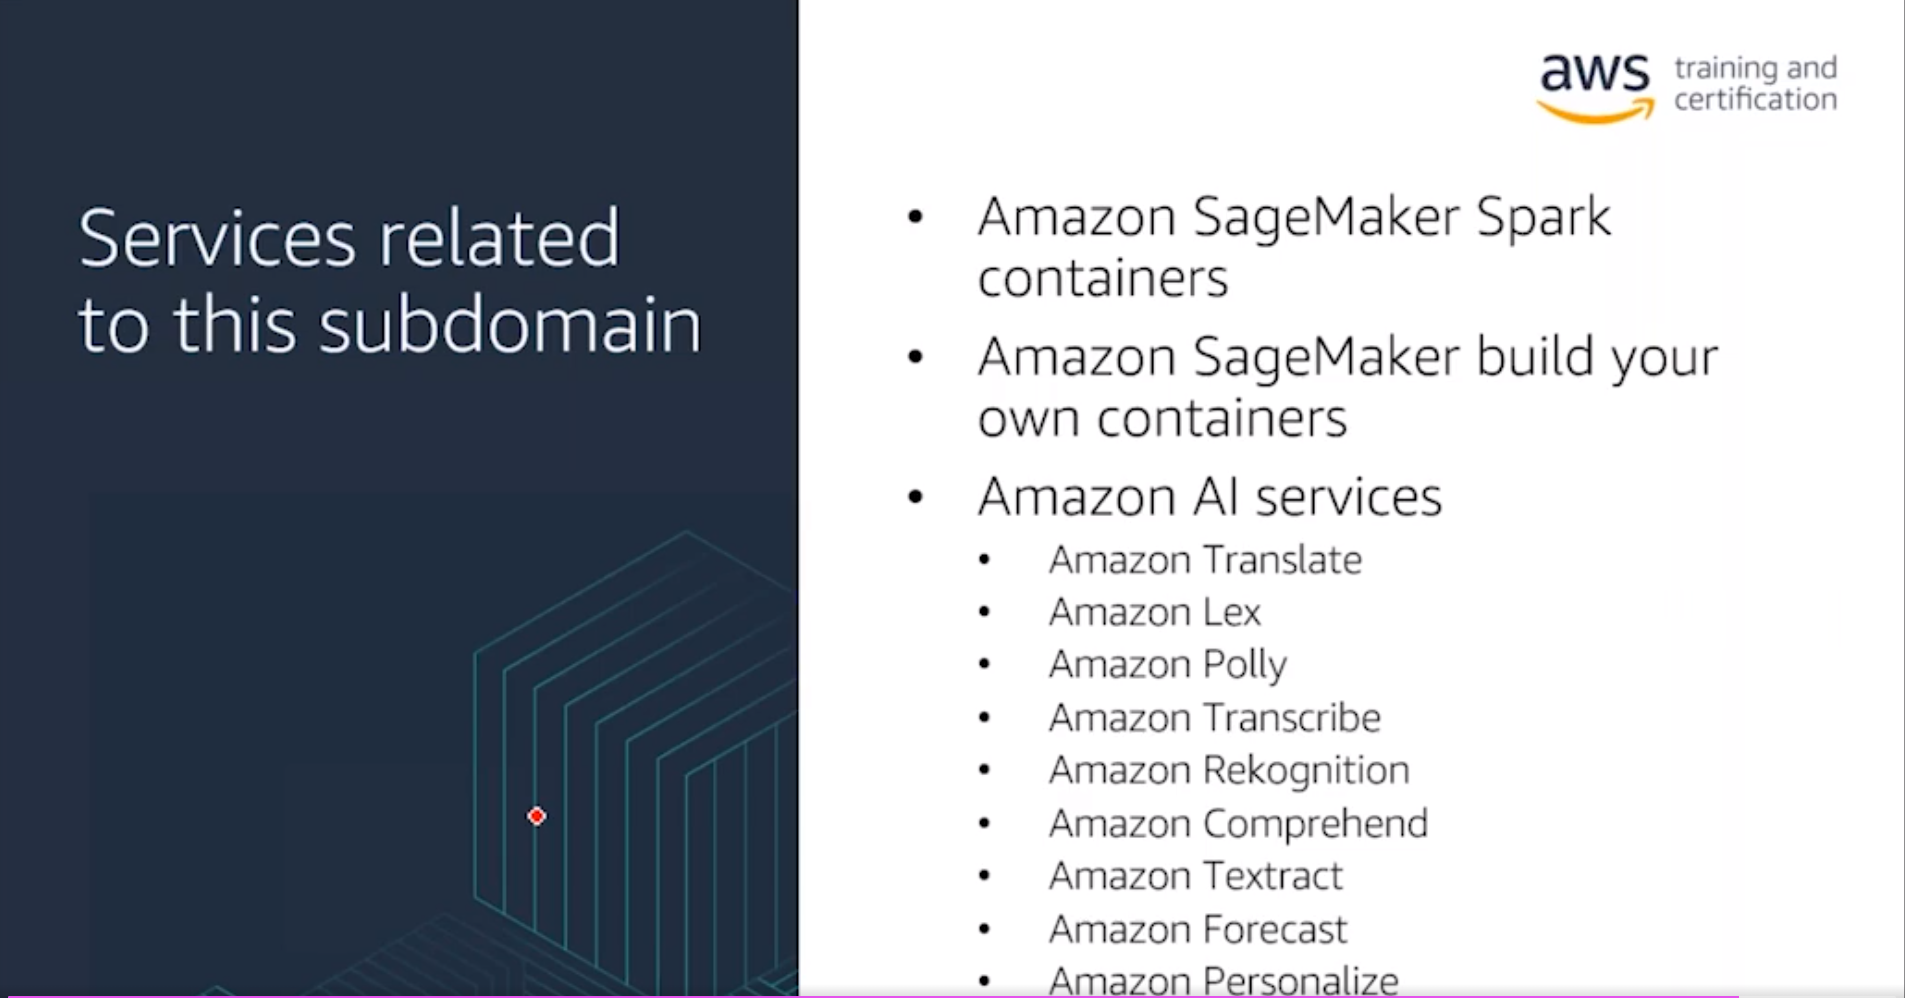 Services related
to this subdomain
aws training and
certification
• Amazon SageMaker Spark
containers
• Amazon SageMaker build your
own containers
• Amazon AI services
• Amazon Translate
• Amazon Lex
• Amazon Polly
• Amazon Transcribe
• Amazon Rekognition
• Amazon Comprehend
• Amazon Textract
• Amazon Forecast
• Amazon Personalize